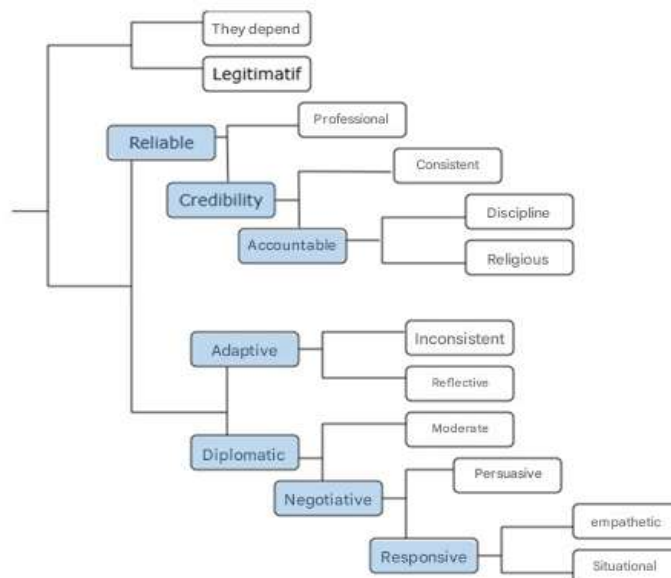 They depend
Legitimatif
Professional
Reliable
Consistent
Credibility
Discipline
Accountable
Religious
Inconsistent
Adaptive
Reflective
Moderate
Diplomatic
Persuasive
Negotiative
empathetic
Responsive
Situational